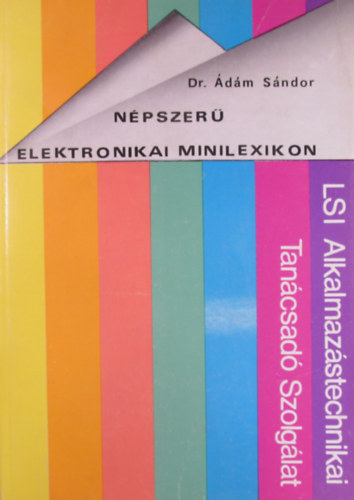 Dr. Ádám Sándor
NÉPSZERŰ
ELEKTRONIKAI MINILEXIKON
LSI Alkalmazástechnikai
Tanácsadó Szolgálat